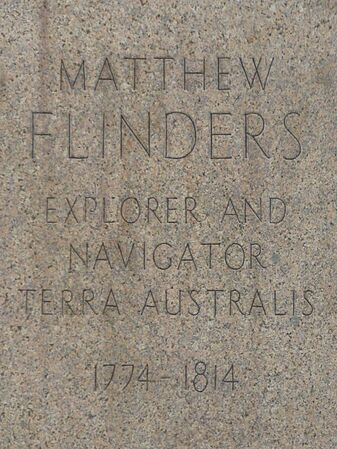 MATTHEW
FLINDERS
EXPLORER AND
NAVIGATOR
TERRA AUSTRALIS
1774-1814